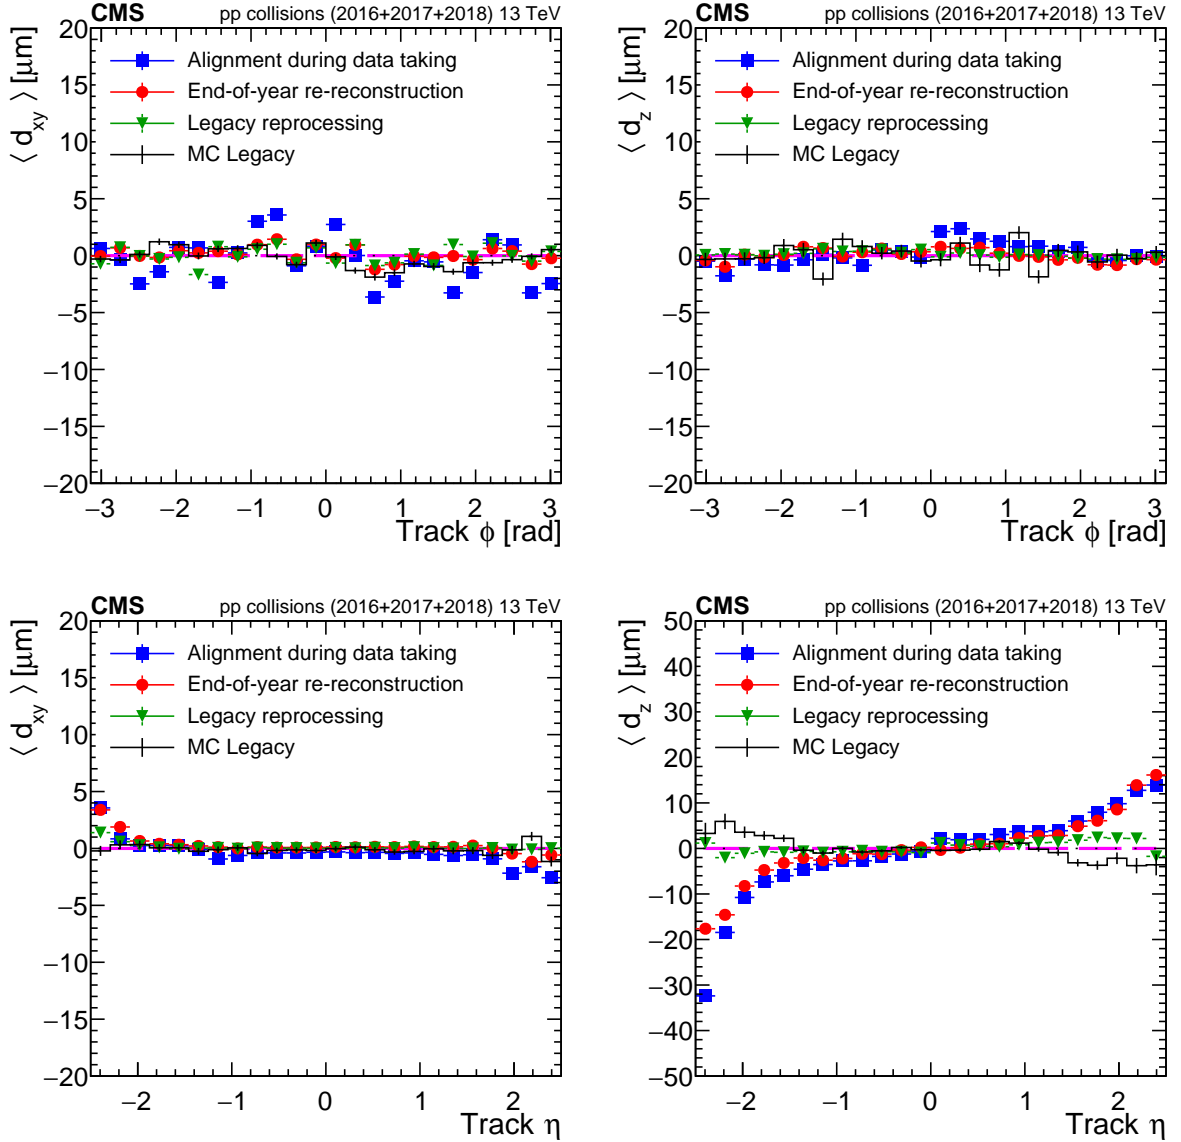 CMS pp collisions (2016+2017+2018) 13 TeV
⟨ d_xy ⟩ [μm]
20
15
10
5
0
−5
−10
−15
−20
Alignment during data taking
End-of-year re-reconstruction
Legacy reprocessing
MC Legacy
−3 −2 −1 0 1 2 3
Track ϕ [rad]
CMS pp collisions (2016+2017+2018) 13 TeV
⟨ d_z ⟩ [μm]
20
15
10
5
0
−5
−10
−15
−20
Alignment during data taking
End-of-year re-reconstruction
Legacy reprocessing
MC Legacy
−3 −2 −1 0 1 2 3
Track ϕ [rad]
CMS pp collisions (2016+2017+2018) 13 TeV
⟨ d_xy ⟩ [μm]
20
15
10
5
0
−5
−10
−15
−20
Alignment during data taking
End-of-year re-reconstruction
Legacy reprocessing
MC Legacy
−2 −1 0 1 2
Track η
CMS pp collisions (2016+2017+2018) 13 TeV
⟨ d_z ⟩ [μm]
50
40
30
20
10
0
−10
−20
−30
−40
−50
Alignment during data taking
End-of-year re-reconstruction
Legacy reprocessing
MC Legacy
−2 −1 0 1 2
Track η